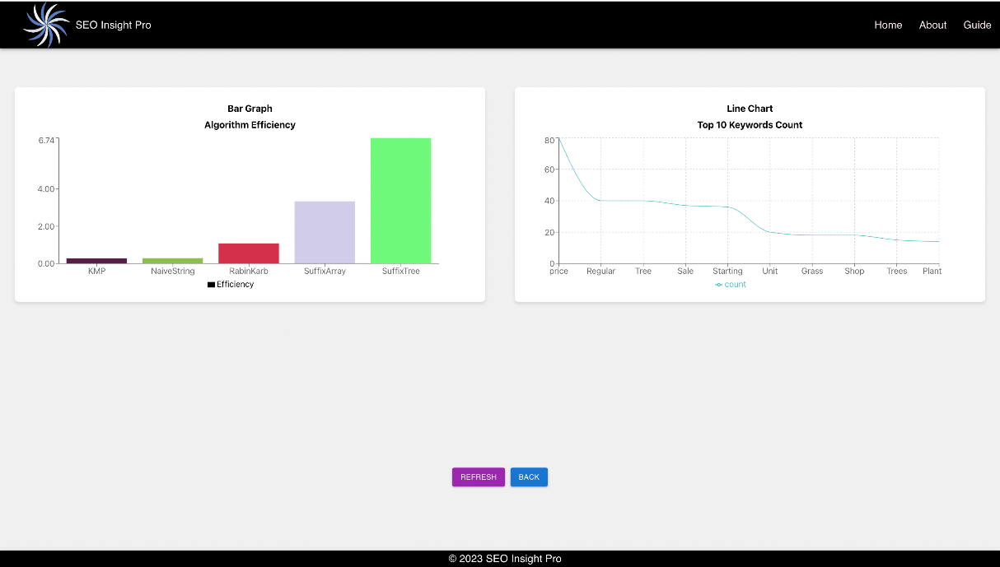 SEO Insight Pro
Home About Guide
Bar Graph
Algorithm Efficiency
6.74
4.00
2.00
0.00
KMP NaiveString RabinKarb SuffixArray SuffixTree
Efficiency
Line Chart
Top 10 Keywords Count
80
60
40
20
0
price Regular Tree Sale Starting Unit Grass Shop Trees Plant
count
REFRESH BACK
© 2023 SEO Insight Pro